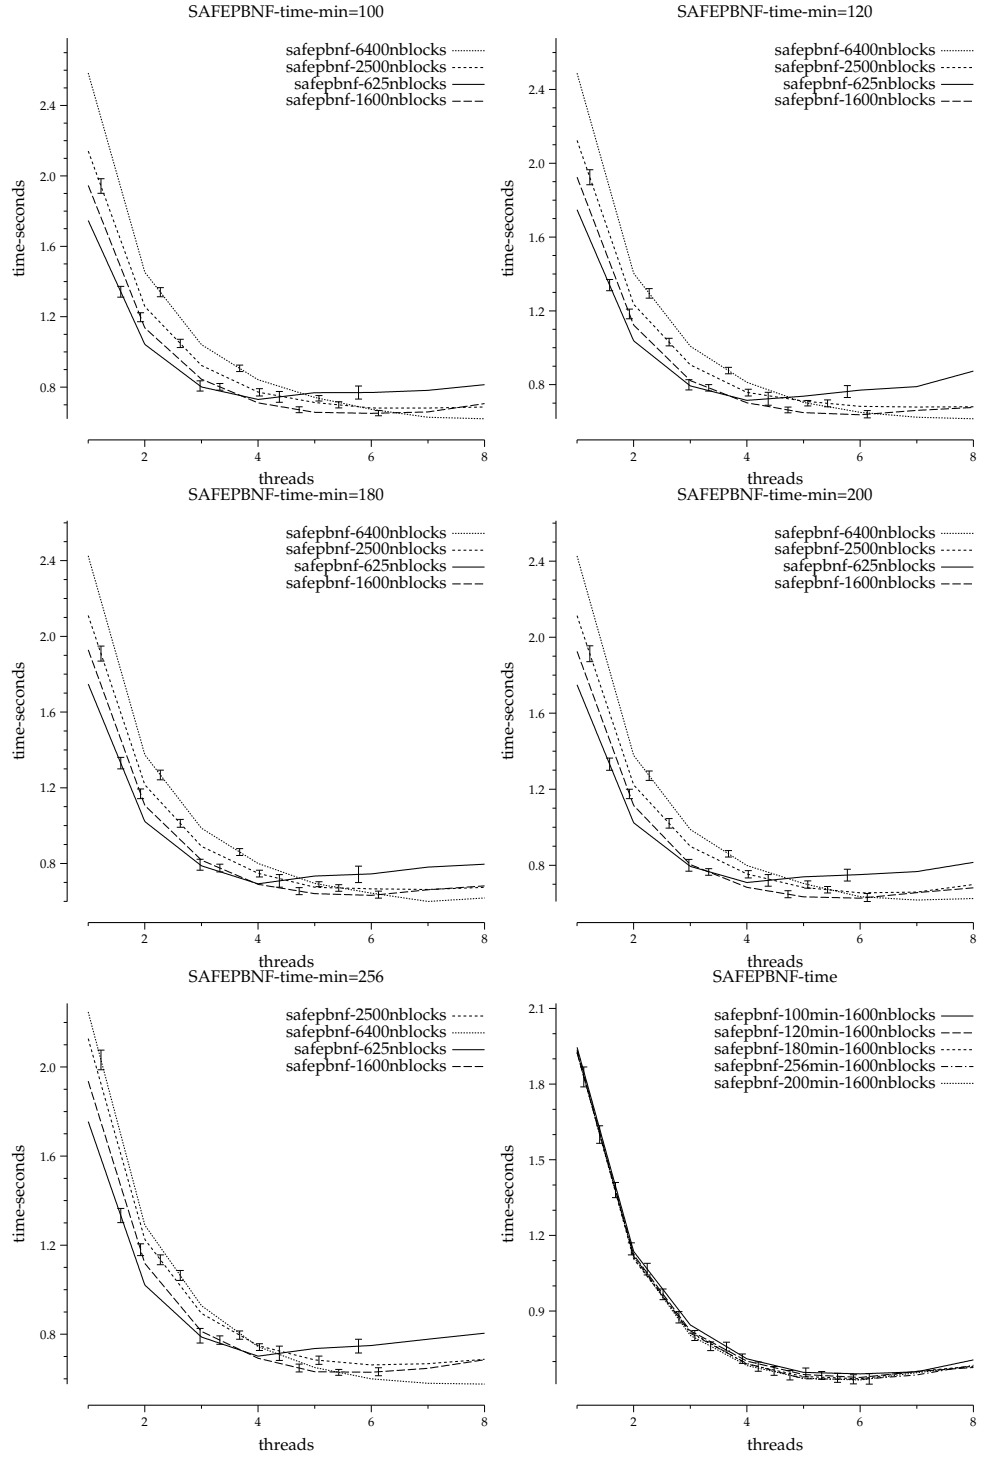 SAFEPBNF-time-min=100
safepbnf-6400nblocks
safepbnf-2500nblocks
safepbnf-625nblocks
safepbnf-1600nblocks
time-seconds
2.4
2.0
1.6
1.2
0.8
2 4 6 8
threads
SAFEPBNF-time-min=120
safepbnf-6400nblocks
safepbnf-2500nblocks
safepbnf-625nblocks
safepbnf-1600nblocks
time-seconds
2.4
2.0
1.6
1.2
0.8
2 4 6 8
threads
SAFEPBNF-time-min=180
safepbnf-6400nblocks
safepbnf-2500nblocks
safepbnf-625nblocks
safepbnf-1600nblocks
time-seconds
2.4
2.0
1.6
1.2
0.8
2 4 6 8
threads
SAFEPBNF-time-min=200
safepbnf-6400nblocks
safepbnf-2500nblocks
safepbnf-625nblocks
safepbnf-1600nblocks
time-seconds
2.4
2.0
1.6
1.2
0.8
2 4 6 8
threads
SAFEPBNF-time-min=256
safepbnf-2500nblocks
safepbnf-6400nblocks
safepbnf-625nblocks
safepbnf-1600nblocks
time-seconds
2.0
1.6
1.2
0.8
2 4 6 8
threads
SAFEPBNF-time
safepbnf-100min-1600nblocks
safepbnf-120min-1600nblocks
safepbnf-180min-1600nblocks
safepbnf-256min-1600nblocks
safepbnf-200min-1600nblocks
time-seconds
2.1
1.8
1.5
1.2
0.9
2 4 6 8
threads